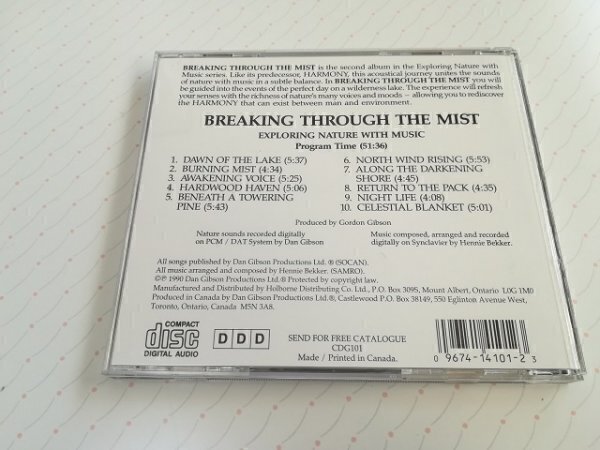 BREAKING THROUGH THE MIST is the second album in the Exploring Nature with
Music series. Like its predecessor, HARMONY, this acoustical journey unites the sounds
of nature with music in a subtle balance. In BREAKING THROUGH THE MIST you will
be guided into the events of the perfect day on a wilderness lake. The experience will refresh
your senses with the richness of nature's many voices and moods – allowing you to rediscover
the HARMONY that can exist between man and environment.
BREAKING THROUGH THE MIST
EXPLORING NATURE WITH MUSIC
Program Time (51:36)
1. DAWN OF THE LAKE (5:37)
2. BURNING MIST (4:34)
3. AWAKENING VOICE (5:25)
4. HARDWOOD HAVEN (5:06)
5. BENEATH A TOWERING
PINE (5:43)
6. NORTH WIND RISING (5:53)
7. ALONG THE DARKENING
SHORE (4:45)
8. RETURN TO THE PACK (4:35)
9. NIGHT LIFE (4:08)
10. CELESTIAL BLANKET (5:01)
Produced by Gordon Gibson
Nature sounds recorded digitally
on PCM / DAT System by Dan Gibson
Music composed, arranged and recorded
digitally on Synclavier by Hennie Bekker.
All songs published by Dan Gibson Productions Ltd. ® (SOCAN).
All music arranged and composed by Hennie Bekker. (SAMRO).
©℗ 1990 Dan Gibson Productions Ltd.® Protected by copyright law.
Manufactured and Distributed by Holborne Distributing Co. Ltd., P.O. Box 3095, Mount Albert, Ontario L0G 1M0
Produced in Canada by Dan Gibson Productions Ltd.®, Castlewood P.O. Box 38149, 550 Eglinton Avenue West,
Toronto, Ontario, Canada M5N 3A8.
COMPACT
disc
DIGITAL AUDIO
D D D
SEND FOR FREE CATALOGUE
CDG101
Made / Printed in Canada.
0 9674-14101-2 3